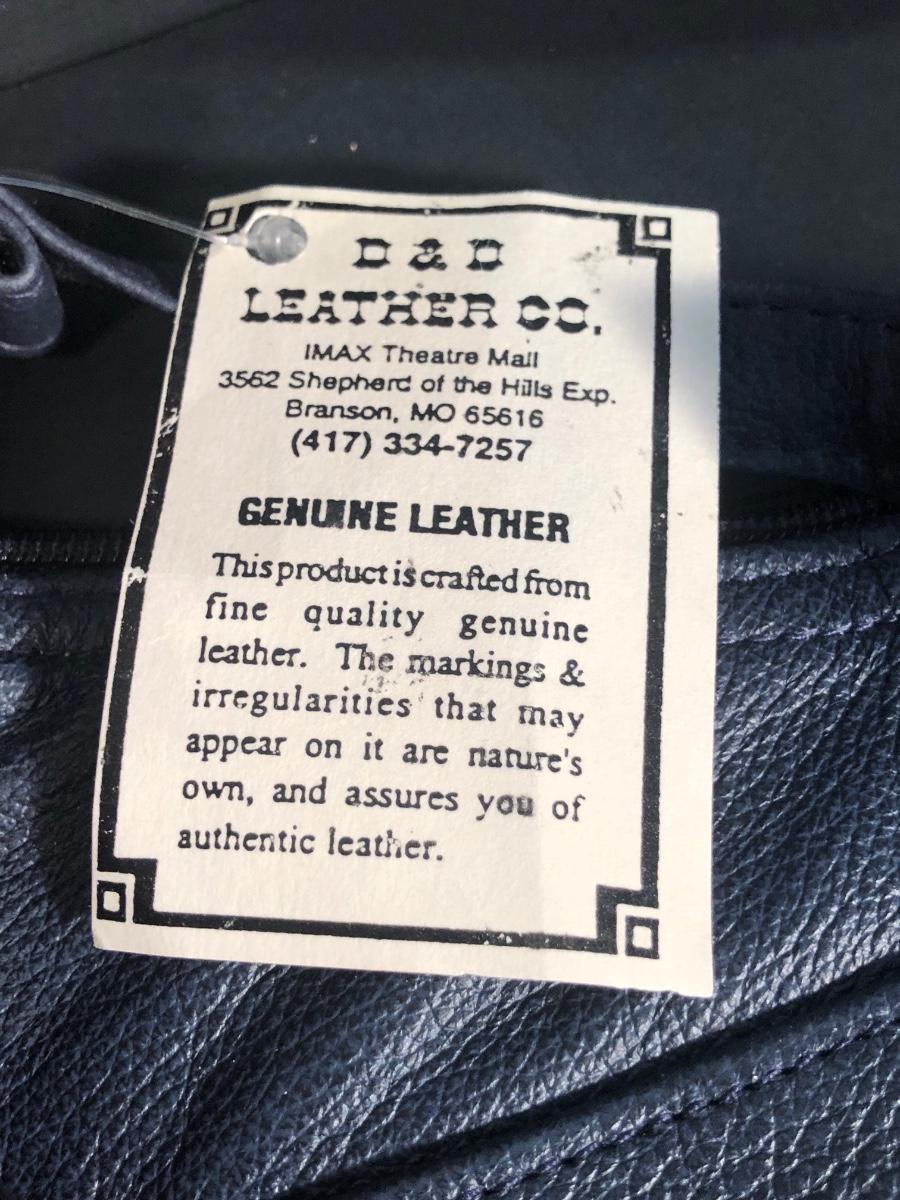 D & D
LEATHER CO.
IMAX Theatre Mall
3562 Shepherd of the Hills Exp.
Branson, MO 65616
(417) 334-7257
GENUINE LEATHER
This product is crafted from
fine quality genuine
leather. The markings &
irregularities that may
appear on it are nature's
own, and assures you of
authentic leather.